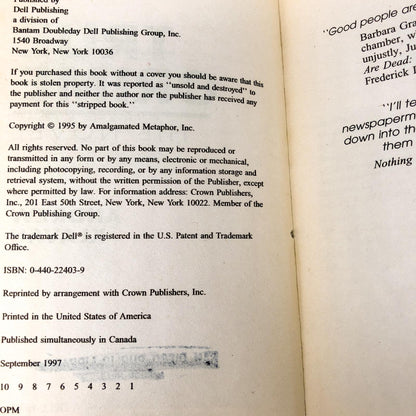 Published by
Dell Publishing
a division of
Bantam Doubleday Dell Publishing Group, Inc.
1540 Broadway
New York, New York 10036
If you purchased this book without a cover you should be aware that this
book is stolen property. It was reported as "unsold and destroyed" to
the publisher and neither the author nor the publisher has received any
payment for this "stripped book."
Copyright © 1995 by Amalgamated Metaphor, Inc.
All rights reserved. No part of this book may be reproduced or
transmitted in any form or by any means, electronic or mechanical,
including photocopying, recording, or by any information storage and
retrieval system, without the written permission of the Publisher, except
where permitted by law. For information address: Crown Publishers,
Inc., 201 East 50th Street, New York, New York 10022. Member of the
Crown Publishing Group.
The trademark Dell® is registered in the U.S. Patent and Trademark
Office.
ISBN: 0-440-22403-9
Reprinted by arrangement with Crown Publishers, Inc.
Printed in the United States of America
Published simultaneously in Canada
September 1997
10 9 8 7 6 5 4 3 2 1
OPM
"Good people are
Barbara Gra
chamber, w
unjustly, Ju
Are Dead:
Frederick
"I'll te
newspaperm
down into th
them
Nothing